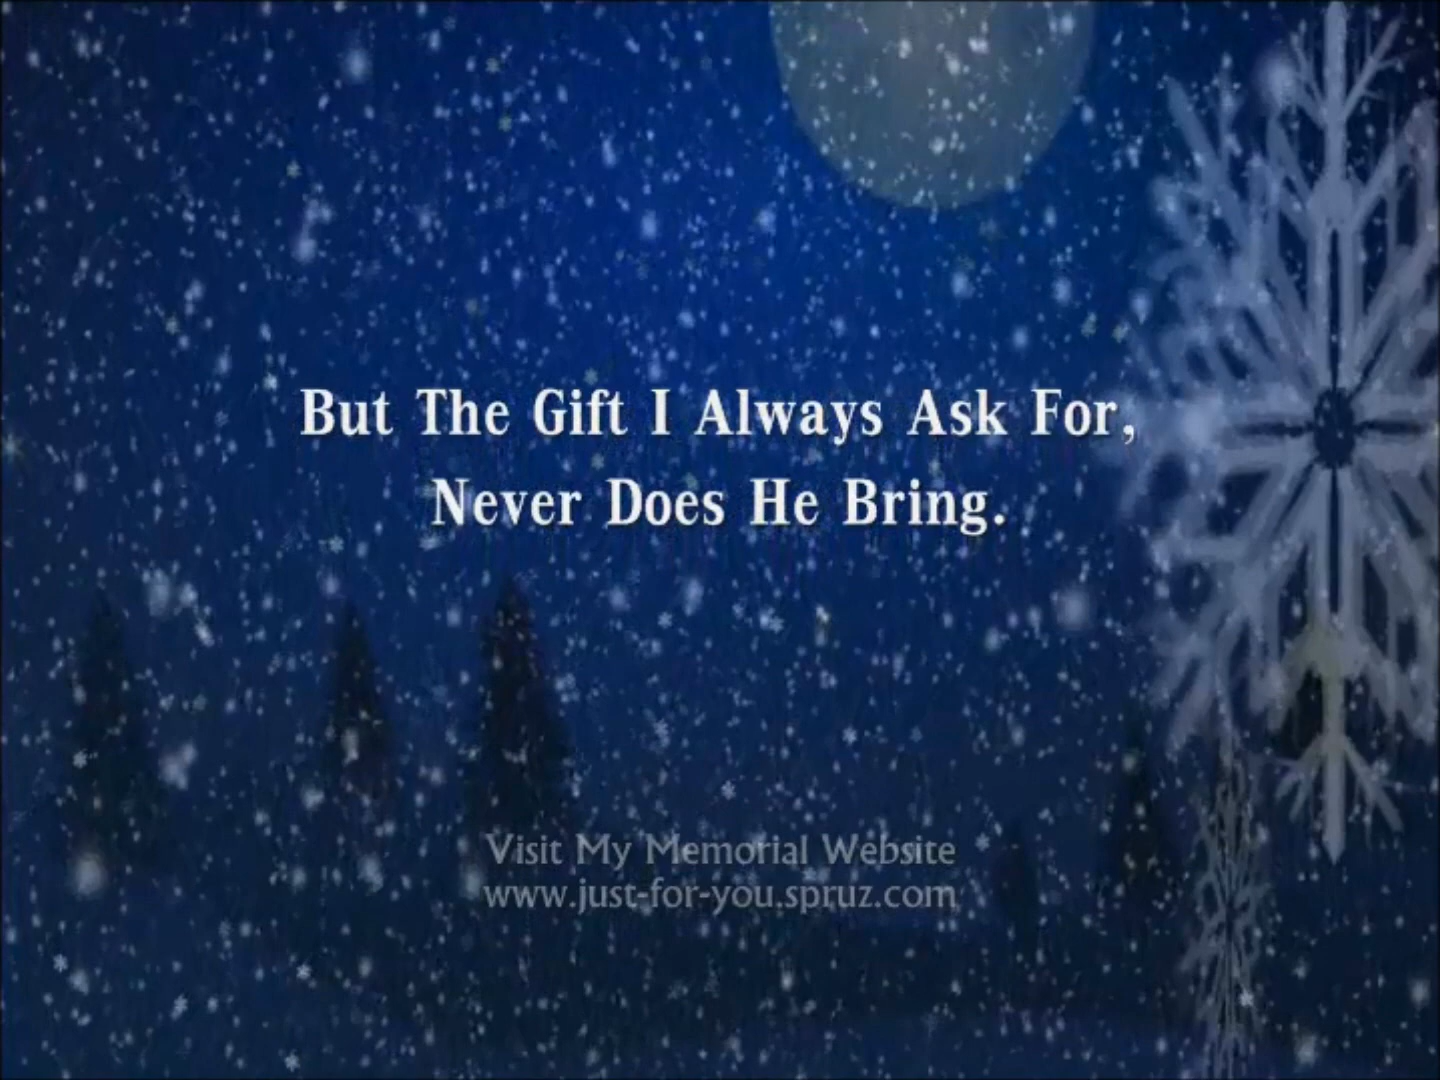 But The Gift I Always Ask For,
Never Does He Bring.
Visit My Memorial Website
www.just-for-you.spruz.com